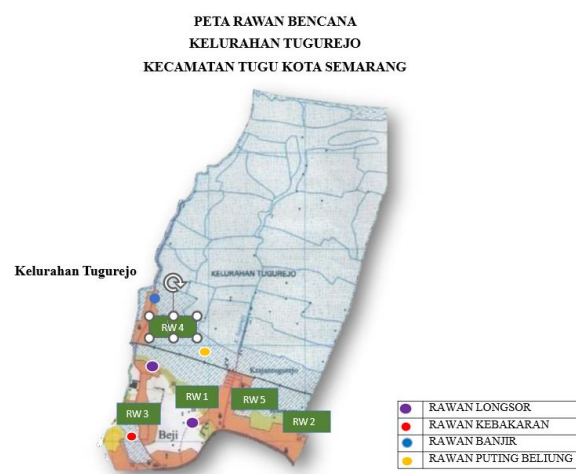 PETA RAWAN BENCANA
KELURAHAN TUGUREJO
KECAMATAN TUGU KOTA SEMARANG
Kelurahan Tugurejo
KELURAHAN TUGUREJO
RW 4
RW 1
RW 5
RW 3
RW 2
Beji
RAWAN LONGSOR
RAWAN KEBAKARAN
RAWAN BANJIR
RAWAN PUTING BELIUNG